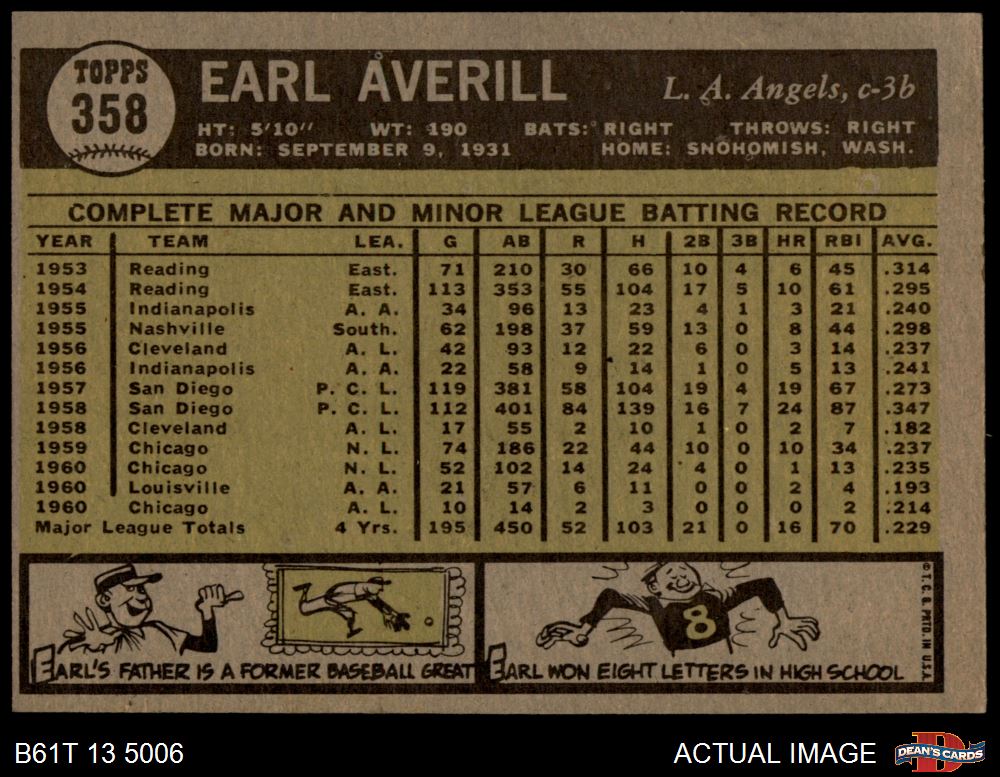 TOPPS
358
EARL AVERILL
L. A. Angels, c-3b
HT: 5'10" WT: 190 BATS: RIGHT THROWS: RIGHT
BORN: SEPTEMBER 9, 1931 HOME: SNOHOMISH, WASH.
COMPLETE MAJOR AND MINOR LEAGUE BATTING RECORD
YEAR TEAM LEA. G AB R H 2B 3B HR RBI AVG.
1953 Reading East. 71 210 30 66 10 4 6 45 .314
1954 Reading East. 113 353 55 104 17 5 10 61 .295
1955 Indianapolis A. A. 34 96 13 23 4 1 3 21 .240
1955 Nashville South. 62 198 37 59 13 0 8 44 .298
1956 Cleveland A. L. 42 93 12 22 6 0 3 14 .237
1956 Indianapolis A. A. 22 58 9 14 1 0 5 13 .241
1957 San Diego P. C. L. 119 381 58 104 19 4 19 67 .273
1958 San Diego P. C. L. 112 401 84 139 16 7 24 87 .347
1958 Cleveland A. L. 17 55 2 10 1 0 2 7 .182
1959 Chicago N. L. 74 186 22 44 10 0 10 34 .237
1960 Chicago N. L. 52 102 14 24 4 0 1 13 .235
1960 Louisville A. A. 21 57 6 11 0 0 2 4 .193
1960 Chicago A. L. 10 14 2 3 0 0 0 2 .214
Major League Totals 4 Yrs. 195 450 52 103 21 0 16 70 .229
EARL'S FATHER IS A FORMER BASEBALL GREAT
8
EARL WON EIGHT LETTERS IN HIGH SCHOOL
© T. C. G. PRTD. IN U.S.A.
B61T 13 5006
ACTUAL IMAGE
D
DEAN'S CARDS